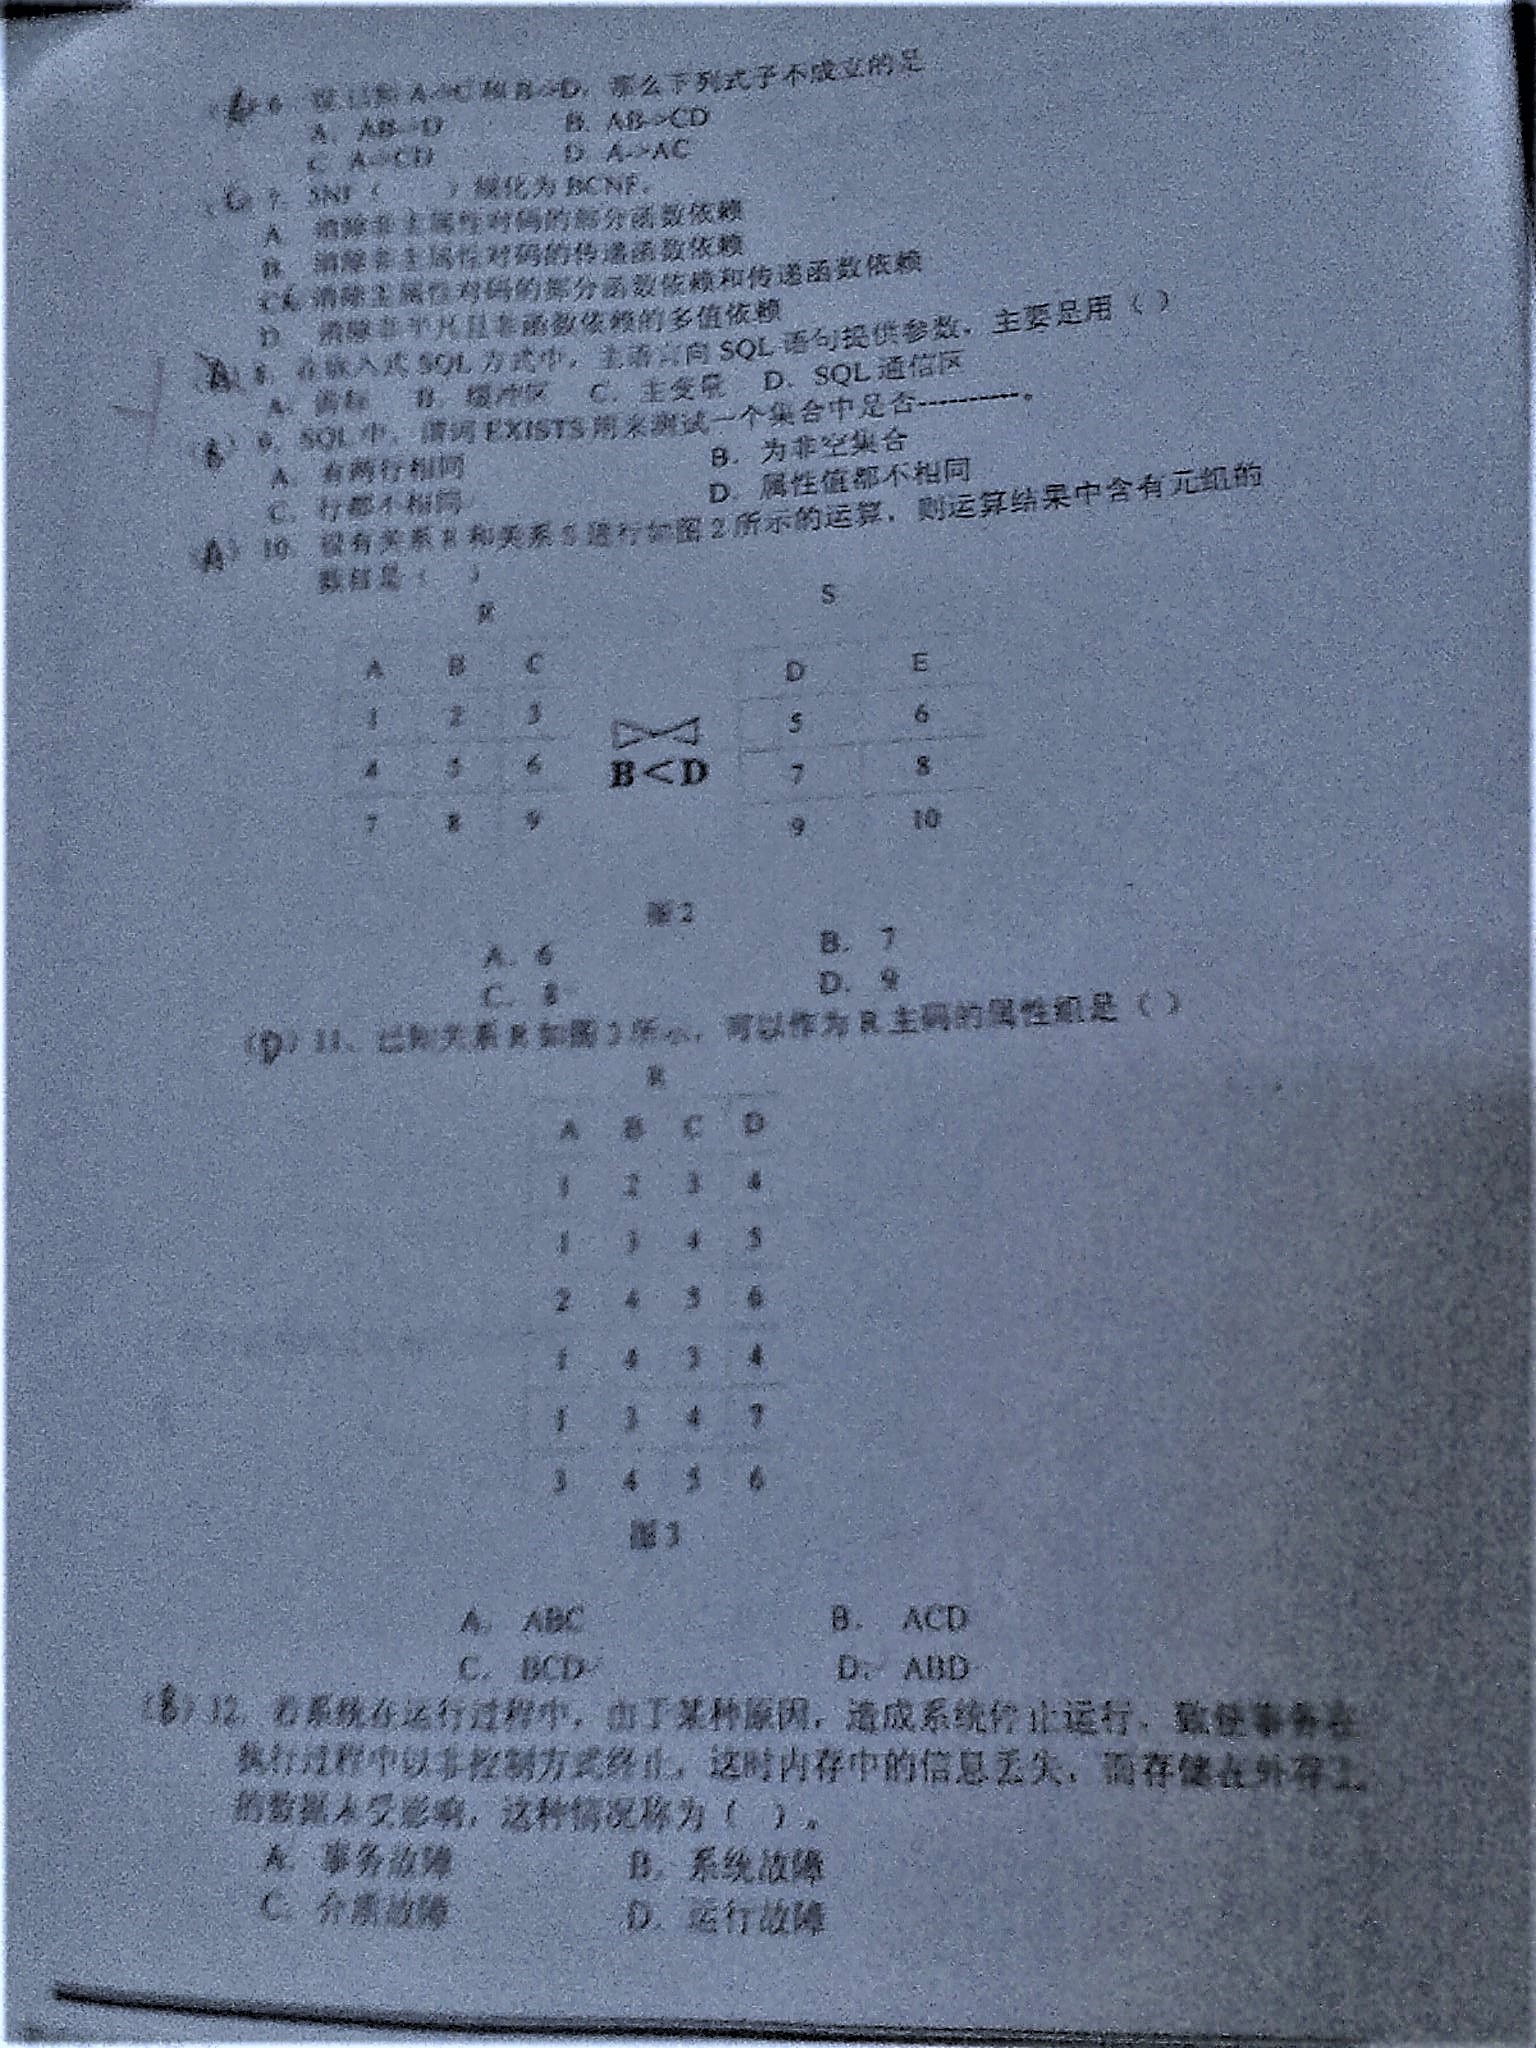 6. 设已知 A->C 和 B->D，那么下列式子不成立的是
A. AB->D B. AB->CD
C. A->CD D. A->AC
7. 3NF（ ）规化为 BCNF。
A. 消除非主属性对码的部分函数依赖
B. 消除非主属性对码的传递函数依赖
C. 消除主属性对码的部分函数依赖和传递函数依赖
D. 消除非平凡且非函数依赖的多值依赖
(A) 8. 在嵌入式 SQL 方式中，主语言向 SQL 语句提供参数，主要是用（ ）
A. 游标 B. 缓冲区 C. 主变量 D. SQL 通信区
9. SQL 中，谓词 EXISTS 用来测试一个集合中是否----------。
A. 有两行相同 B. 为非空集合
C. 行都不相同 D. 属性值都不相同
(A) 10. 设有关系 R 和关系 S 进行如图 2 所示的运算，则运算结果中含有元组的
数目是（ ）
R S
A B C D E
1 2 3 5 6
4 5 6 B<D 7 8
7 8 9 9 10
图 2
A. 6 B. 7
C. 8 D. 9
(D) 11、已知关系 R 如图 3 所示，可以作为 R 主码的属性组是（ ）
R
A B C D
1 2 3 4
1 3 4 5
2 4 5 6
1 4 3 4
1 3 4 7
3 4 5 6
图 3
A. ABC B. ACD
C. BCD D. ABD
(B) 12. 若系统在运行过程中，由于某种原因，造成系统停止运行，致使事务在
执行过程中以非控制方式终止，这时内存中的信息丢失，而存储在外存上
的数据未受影响，这种情况称为（ ）。
A. 事务故障 B. 系统故障
C. 介质故障 D. 运行故障